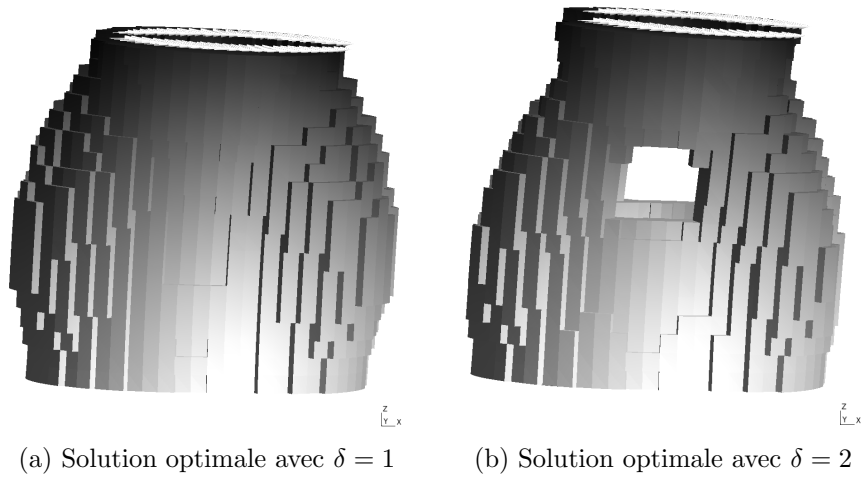 Z
Y X
Z
Y X
(a) Solution optimale avec δ = 1
(b) Solution optimale avec δ = 2